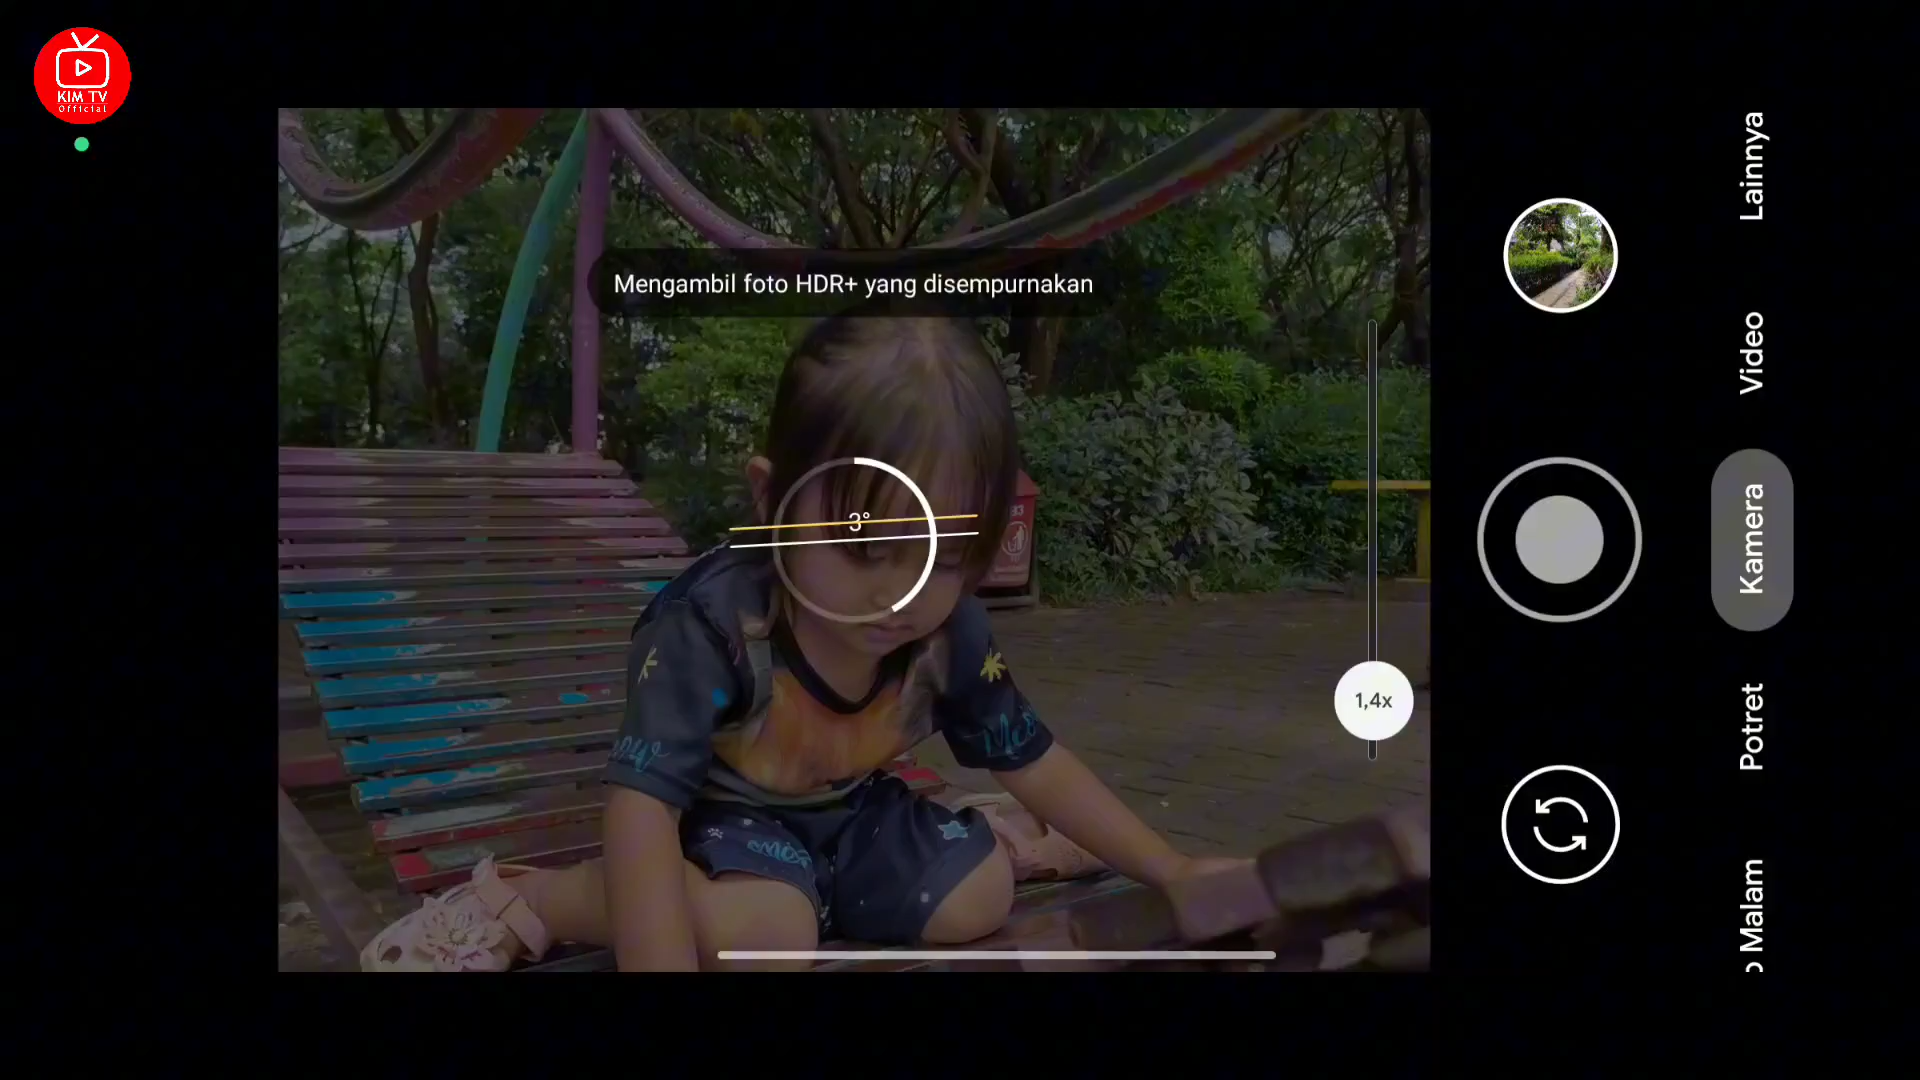 KIM TV
Official
Mengambil foto HDR+ yang disempurnakan
3°
1,4x
Lainnya
Video
Kamera
Potret
Malam